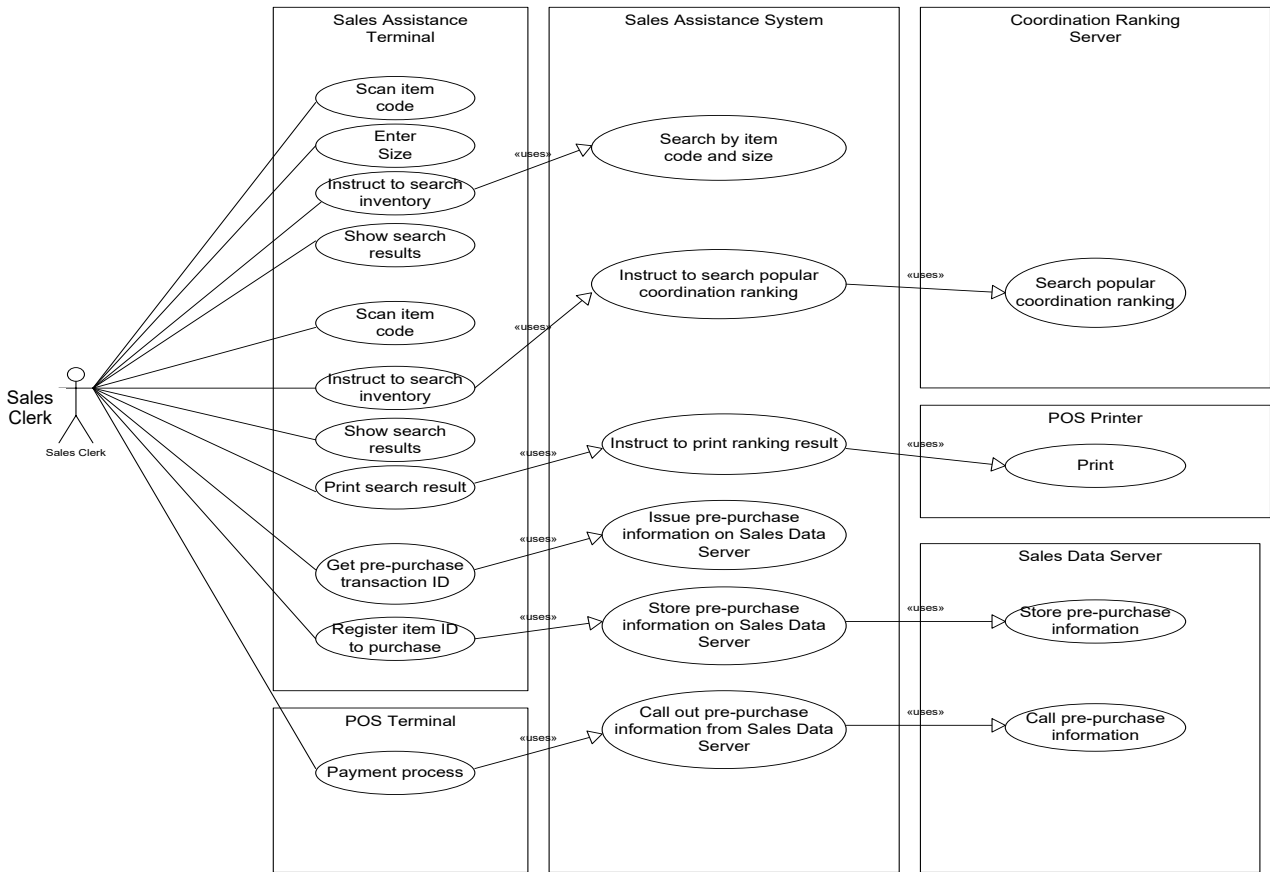 Sales Assistance
Terminal
Scan item
code
Enter
Size
Instruct to search
inventory
Show search
results
Scan item
code
Instruct to search
inventory
Show search
results
Print search result
Get pre-purchase
transaction ID
Register item ID
to purchase
POS Terminal
Payment process
Sales
Clerk
Sales Clerk
«uses»
«uses»
«uses»
«uses»
«uses»
«uses»
Sales Assistance System
Search by item
code and size
Instruct to search popular
coordination ranking
Instruct to print ranking result
Issue pre-purchase
information on Sales Data
Server
Store pre-purchase
information on Sales Data
Server
Call out pre-purchase
information from Sales Data
Server
«uses»
«uses»
«uses»
«uses»
Coordination Ranking
Server
Search popular
coordination ranking
POS Printer
Print
Sales Data Server
Store pre-purchase
information
Call pre-purchase
information